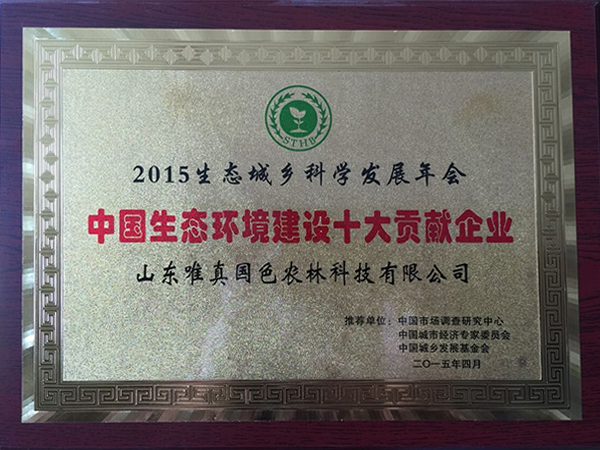 STHB
2015生态城乡科学发展年会
中国生态环境建设十大贡献企业
山东唯真国色农林科技有限公司
推荐单位：中国市场调查研究中心
中国城市经济专家委员会
中国城乡发展基金会
二〇一五年四月